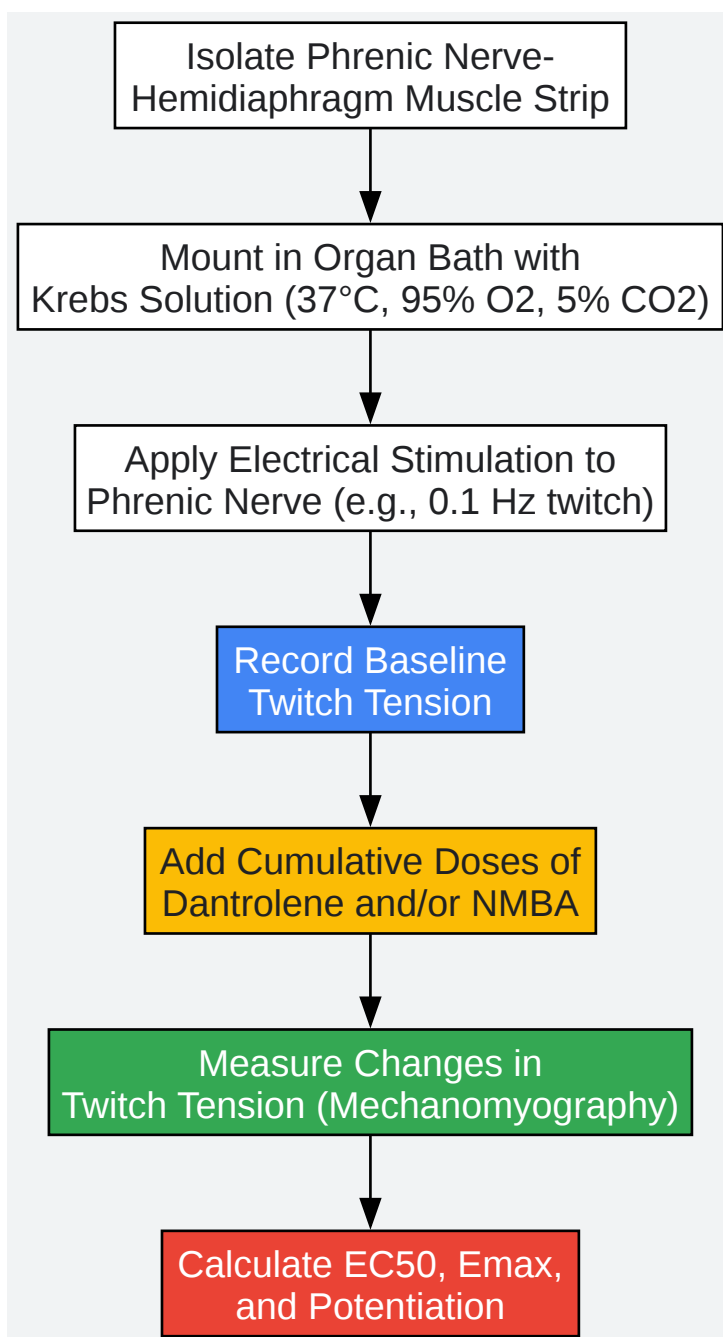 Isolate Phrenic Nerve-
Hemidiaphragm Muscle Strip
Mount in Organ Bath with
Krebs Solution (37°C, 95% O2, 5% CO2)
Apply Electrical Stimulation to
Phrenic Nerve (e.g., 0.1 Hz twitch)
Record Baseline
Twitch Tension
Add Cumulative Doses of
Dantrolene and/or NMBA
Measure Changes in
Twitch Tension (Mechanomyography)
Calculate EC50, Emax,
and Potentiation